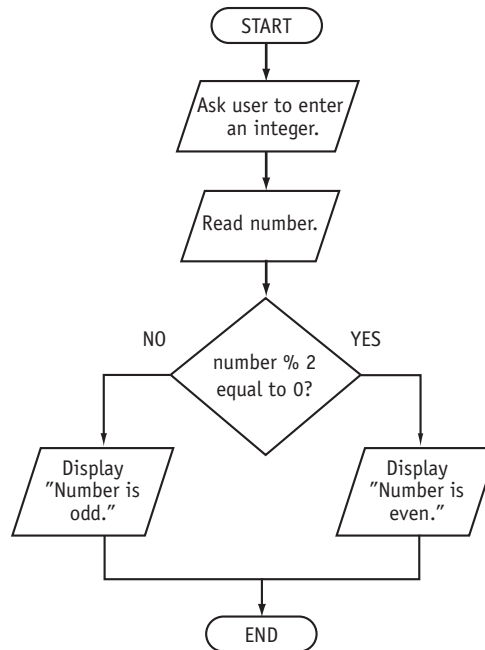 START
Ask user to enter
an integer.
Read number.
NO
YES
number % 2
equal to 0?
Display
"Number is
odd."
Display
"Number is
even."
END